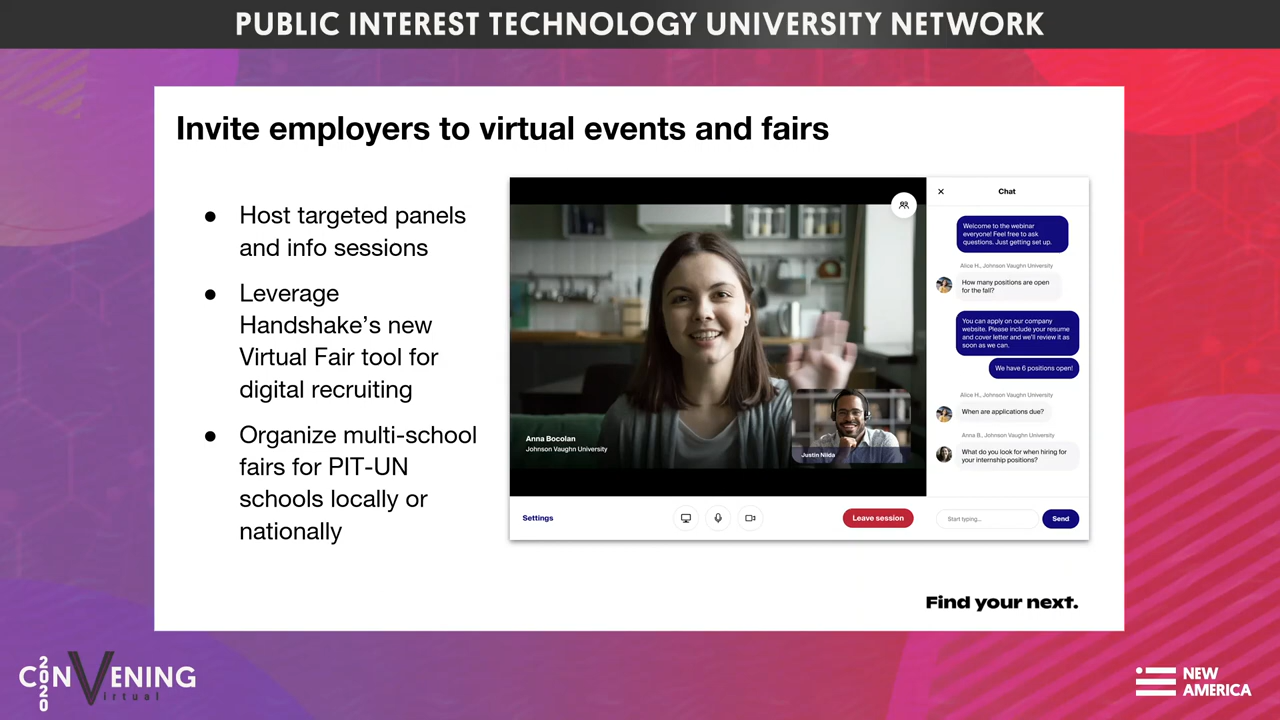 PUBLIC INTEREST TECHNOLOGY UNIVERSITY NETWORK
Invite employers to virtual events and fairs
● Host targeted panels
and info sessions
● Leverage
Handshake’s new
Virtual Fair tool for
digital recruiting
● Organize multi-school
fairs for PIT-UN
schools locally or
nationally
Anna Bocolan
Johnson Vaughn University
Justin Nilda
Settings
Leave session
Chat
Welcome to the webinar
everyone! Feel free to ask
questions. Just getting set up.
Alice H., Johnson Vaughn University
How many positions are open
for the fall?
You can apply on our company
website. Please include your resume
and cover letter and we'll review it as
soon as we can.
We have 6 positions open!
Alice H., Johnson Vaughn University
When are applications due?
Anna B., Johnson Vaughn University
What do you look for when hiring for
your internship positions?
Start typing...
Send
Find your next.
2020
CONVENING
Virtual
NEW
AMERICA